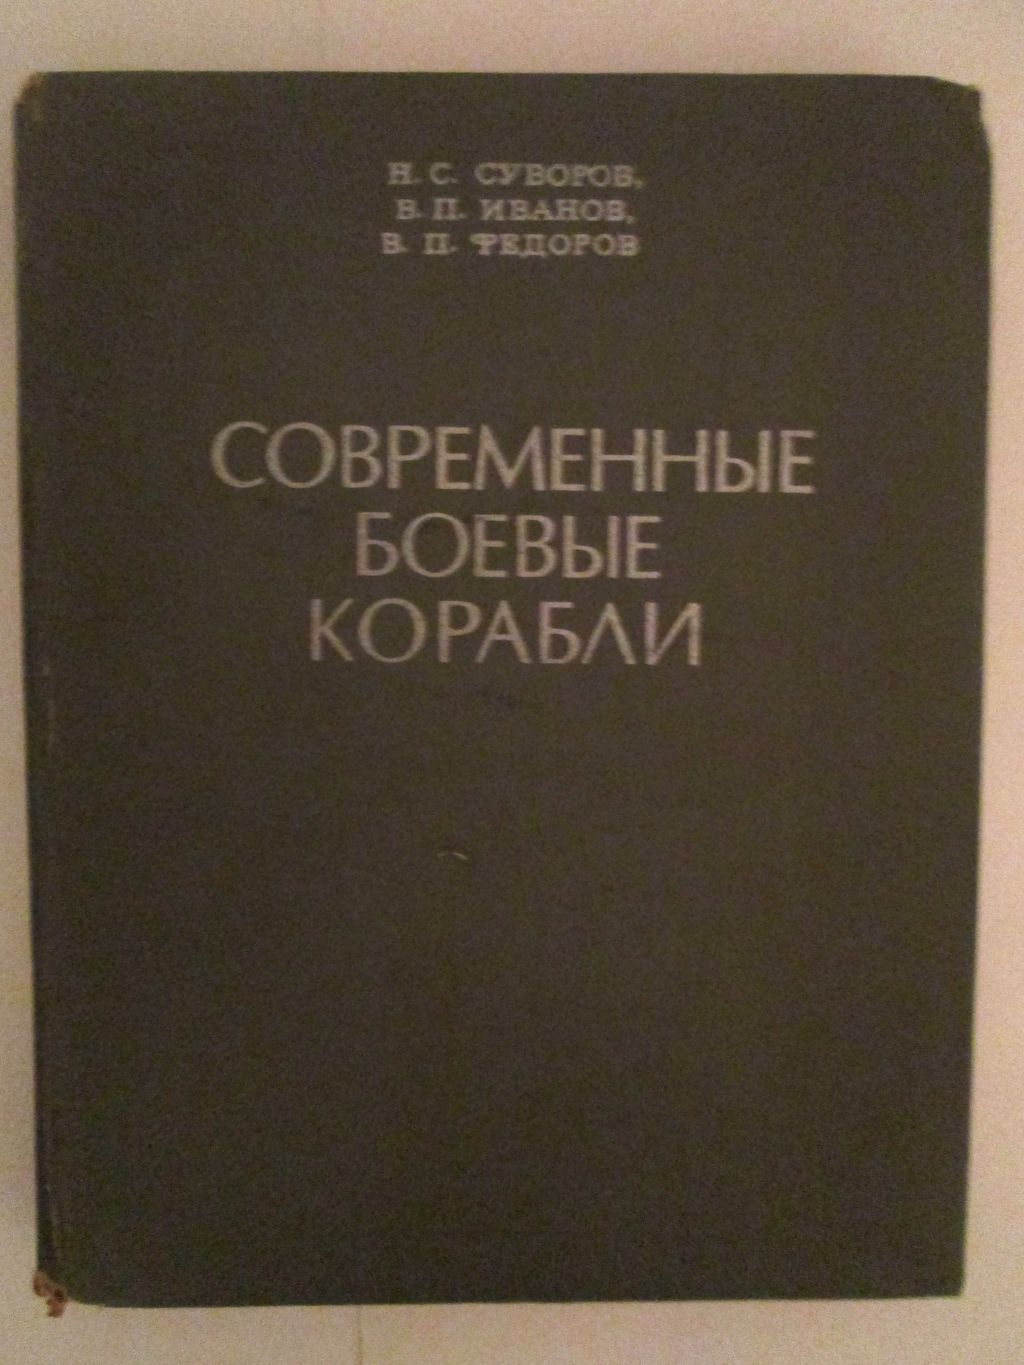 Н. С. СУВОРОВ,
В. П. ИВАНОВ,
В. П. ФЕДОРОВ
СОВРЕМЕННЫЕ
БОЕВЫЕ
КОРАБЛИ